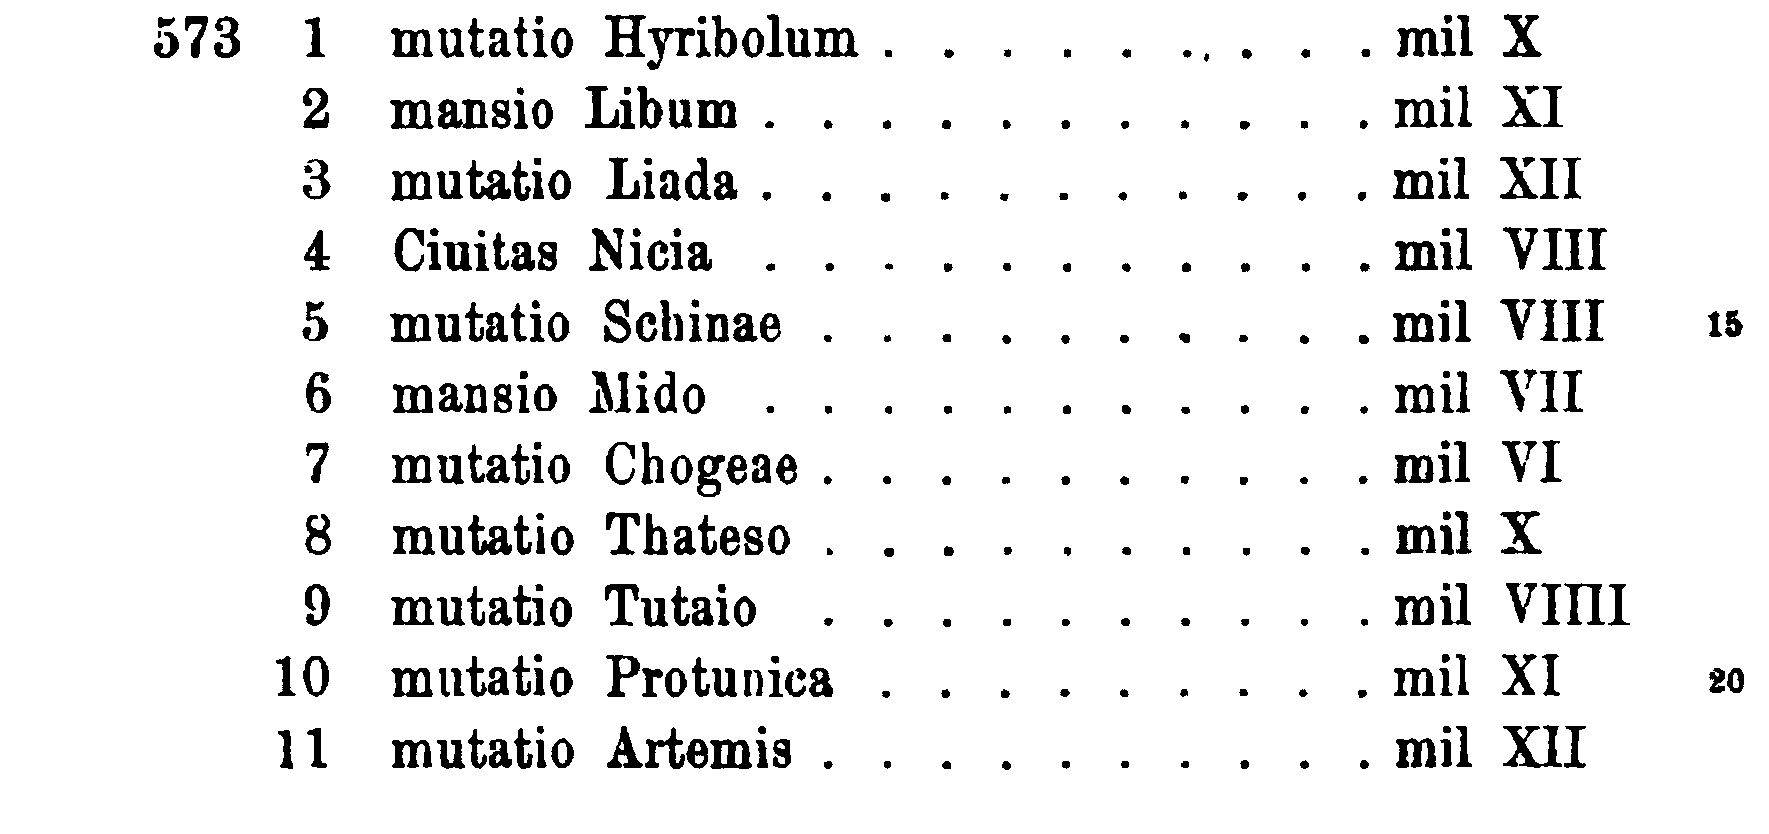 573 1 mutatio Hyribolum . . . . . . . . . mil X
2 mansio Libum . . . . . . . . . . . mil XI
3 mutatio Liada . . . . . . . . . . . mil XII
4 Ciuitas Nicia . . . . . . . . . . . mil VIII
5 mutatio Schinae . . . . . . . . . . mil VIII 15
6 mansio Mido . . . . . . . . . . . mil VII
7 mutatio Chogeae . . . . . . . . . . mil VI
8 mutatio Thateso . . . . . . . . . . mil X
9 mutatio Tutaio . . . . . . . . . . mil VIIII
10 mutatio Protunica . . . . . . . . . mil XI 20
11 mutatio Artemis . . . . . . . . . . mil XII